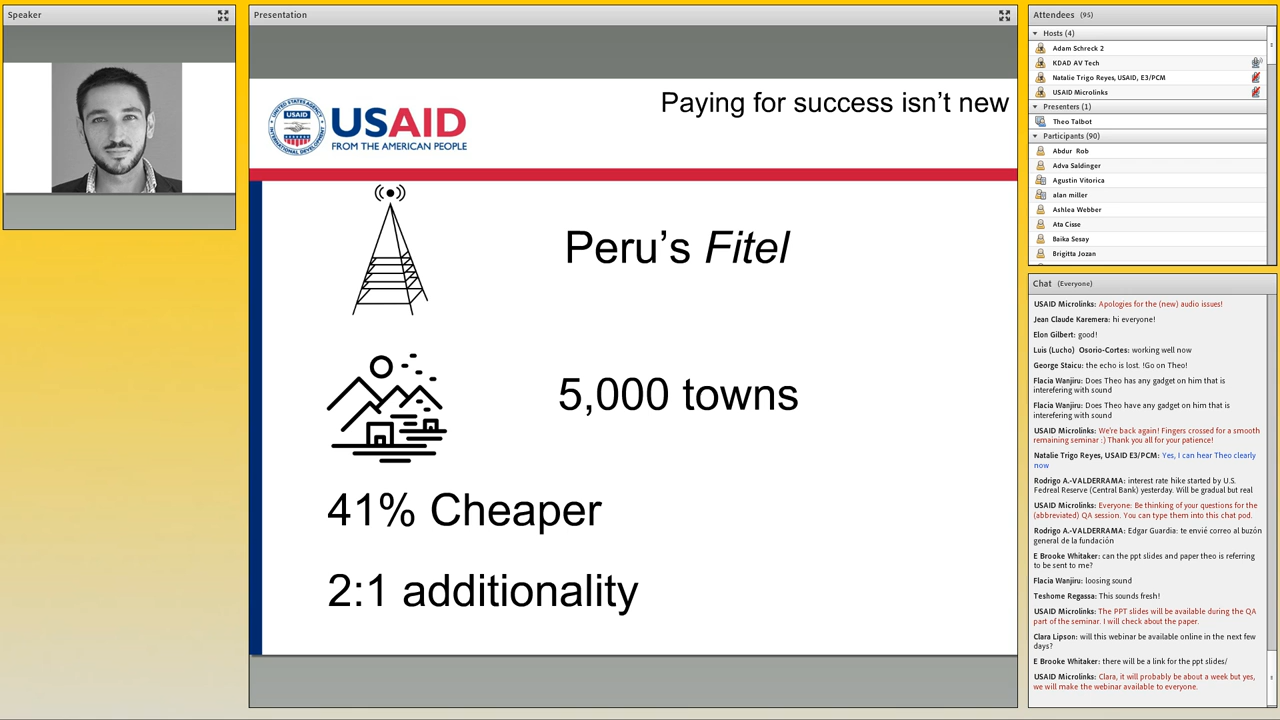 Speaker
Presentation
Paying for success isn't new
USAID
USAID
FROM THE AMERICAN PEOPLE
Peru's Fitel
5,000 towns
41% Cheaper
2:1 additionality
Attendees (95)
Hosts (4)
Adam Schreck 2
KDAD AV Tech
Natalie Trigo Reyes, USAID, E3/PCM
USAID Microlinks
Presenters (1)
Theo Talbot
Participants (90)
Abdur Rob
Adva Saldinger
Agustin Vitorica
alan miller
Ashlea Webber
Ata Cisse
Baika Sesay
Brigitta Jozan
Chat (Everyone)
USAID Microlinks: Apologies for the (new) audio issues!
Jean Claude Karemera: hi everyone!
Elon Gilbert: good!
Luis (Lucho) Osorio-Cortes: working well now
George Staicu: the echo is lost. !Go on Theo!
Flacia Wanjiru: Does Theo has any gadget on him that is
interefering with sound
Flacia Wanjiru: Does Theo have any gadget on him that is
interefering with sound
USAID Microlinks: We're back again! Fingers crossed for a smooth
remaining seminar :) Thank you all for your patience!
Natalie Trigo Reyes, USAID E3/PCM: Yes, I can hear Theo clearly
now
Rodrigo A.-VALDERRAMA: interest rate hike started by U.S.
Fedreal Reserve (Central Bank) yesterday. Will be gradual but real
USAID Microlinks: Everyone: Be thinking of your questions for the
(abbreviated) QA session. You can type them into this chat pod.
Rodrigo A.-VALDERRAMA: Edgar Guardia: te envié correo al buzón
general de la fundación
E Brooke Whitaker: can the ppt slides and paper theo is referring
to be sent to me?
Flacia Wanjiru: loosing sound
Teshome Regassa: This sounds fresh!
USAID Microlinks: The PPT slides will be available during the QA
part of the seminar. I will check about the paper.
Clara Lipson: will this webinar be available online in the next few
days?
E Brooke Whitaker: there will be a link for the ppt slides/
USAID Microlinks: Clara, it will probably be about a week but yes,
we will make the webinar available to everyone.